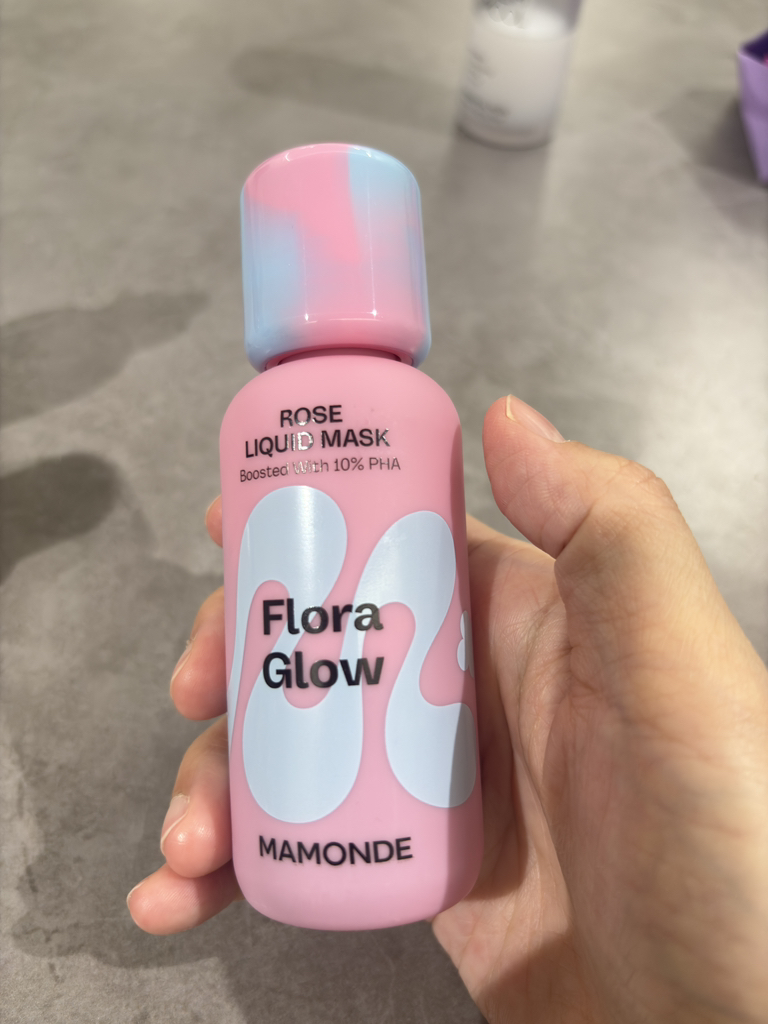 ROSE
LIQUID MASK
Boosted With 10% PHA
Flora
Glow
MAMONDE